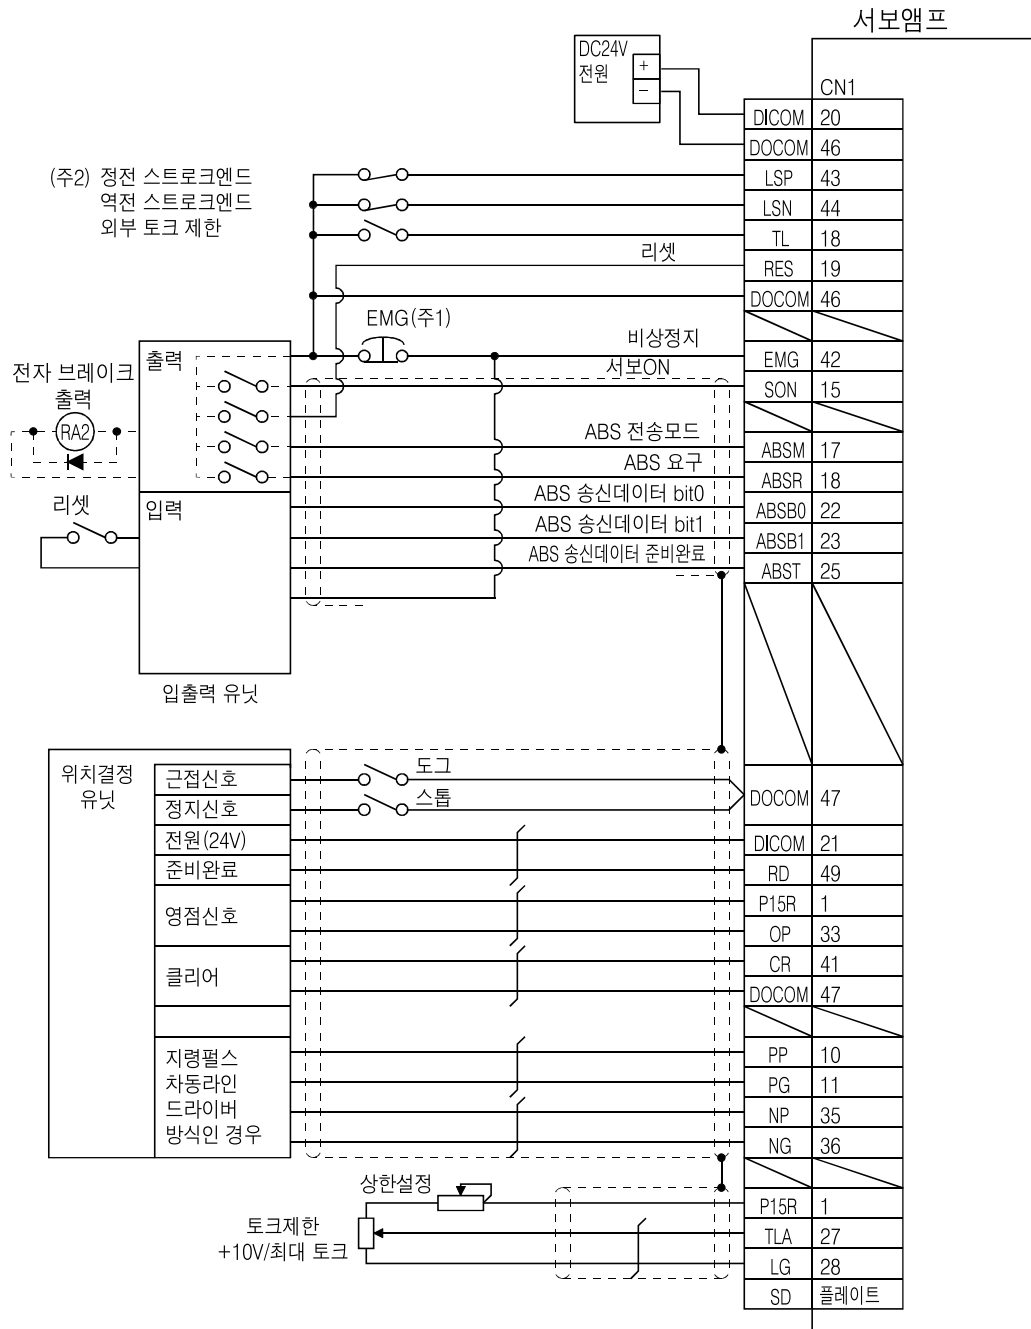 서보앰프
DC24V
전원
+
−
CN1
DICOM 20
DOCOM 46
(주2) 정전 스트로크엔드
LSP 43
역전 스트로크엔드
LSN 44
외부 토크 제한
TL 18
리셋
RES 19
DOCOM 46
EMG(주1)
비상정지
EMG 42
출력
서보ON
SON 15
전자 브레이크
출력
RA2
ABS 전송모드
ABSM 17
ABS 요구
ABSR 18
리셋
입력
ABS 송신데이터 bit0
ABSB0 22
ABS 송신데이터 bit1
ABSB1 23
ABS 송신데이터 준비완료
ABST 25
입출력 유닛
위치결정
유닛
근접신호
도그
정지신호
스톱
DOCOM 47
전원(24V)
DICOM 21
준비완료
RD 49
영점신호
P15R 1
OP 33
클리어
CR 41
DOCOM 47
지령펄스
차동라인
드라이버
방식인 경우
PP 10
PG 11
NP 35
NG 36
상한설정
P15R 1
토크제한
+10V/최대 토크
TLA 27
LG 28
SD 플레이트